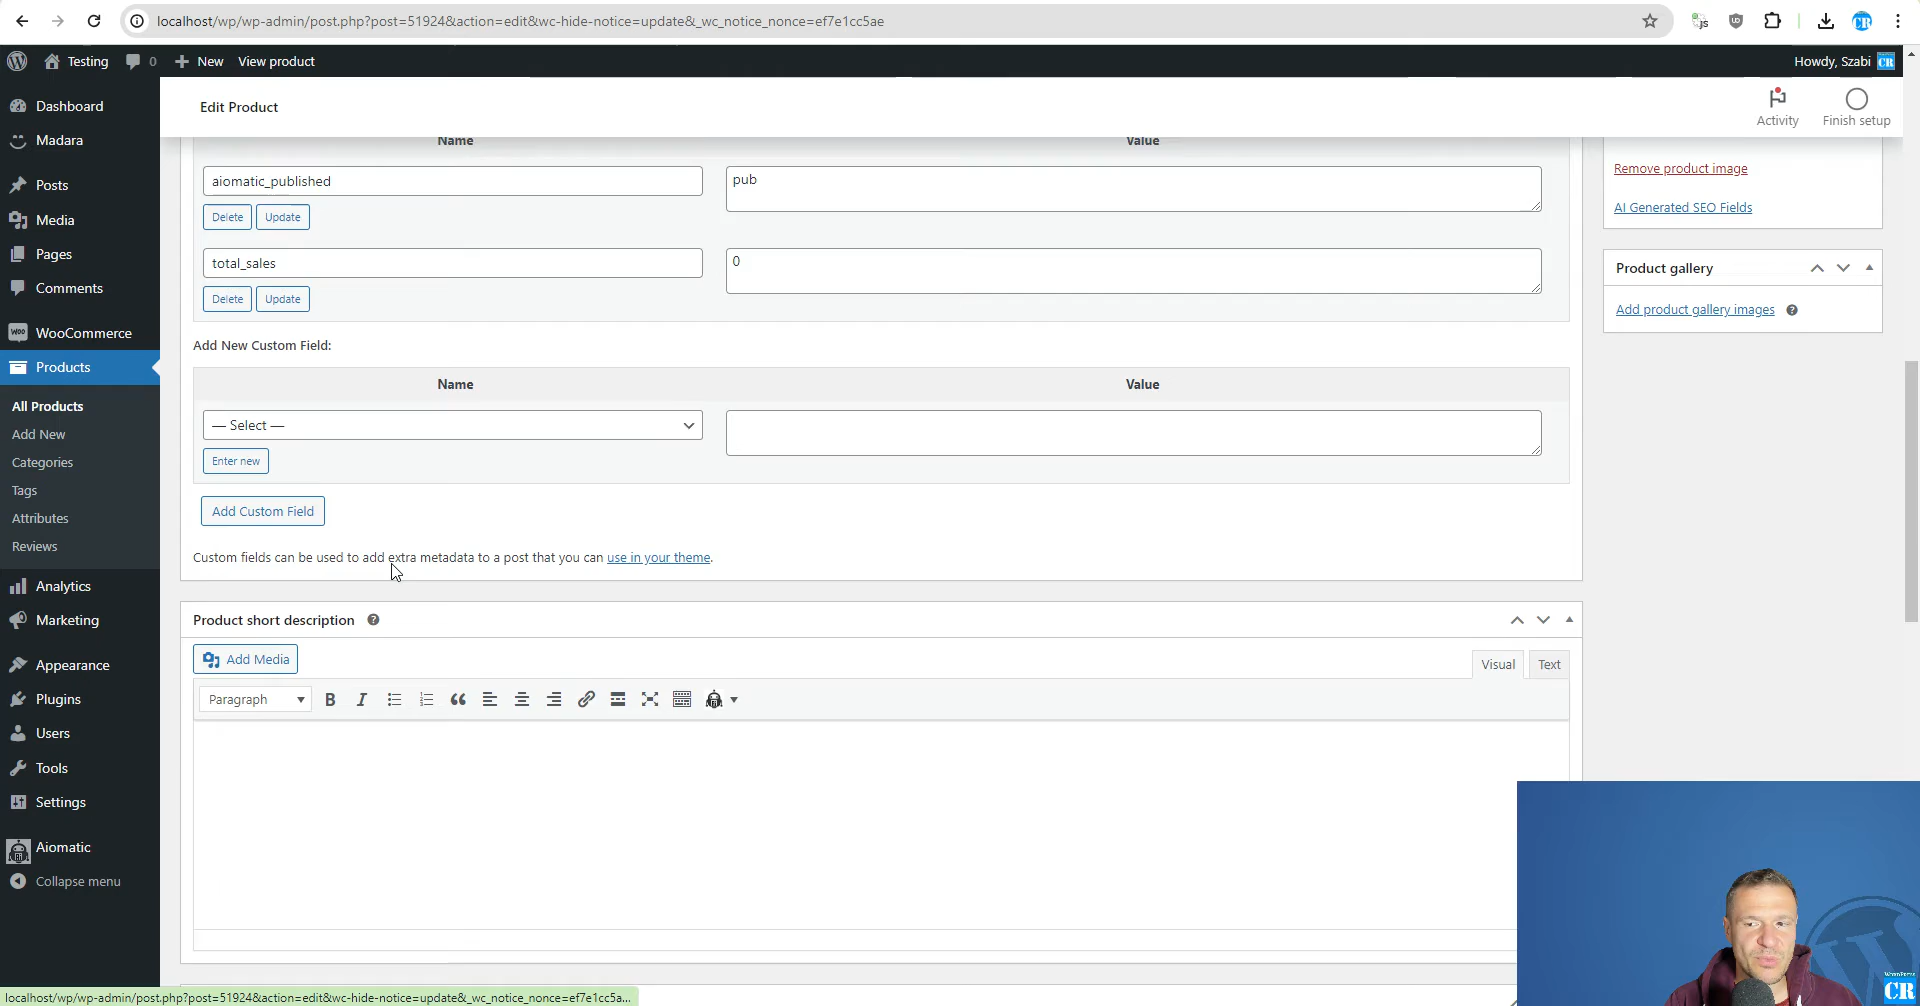 localhost/wp/wp-admin/post.php?post=51924&action=edit&wc-hide-notice=update&_wc_notice_nonce=ef7e1cc5ae
Testing
0
New
View product
Howdy, Szabi
CR
Dashboard
Madara
Posts
Media
Pages
Comments
WooCommerce
Products
All Products
Add New
Categories
Tags
Attributes
Reviews
Analytics
Marketing
Appearance
Plugins
Users
Tools
Settings
Aiomatic
Collapse menu
Edit Product
Activity
Finish setup
Name Value
aiomatic_published pub
Delete Update
total_sales 0
Delete Update
Add New Custom Field:
Name Value
— Select —
Enter new
Add Custom Field
Custom fields can be used to add extra metadata to a post that you can use in your theme.
Product short description
Add Media
Visual Text
Paragraph
B I
Remove product image
AI Generated SEO Fields
Product gallery
Add product gallery images
WORDPRESS
CR
localhost/wp/wp-admin/post.php?post=51924&action=edit&wc-hide-notice=update&_wc_notice_nonce=ef7e1cc5a...